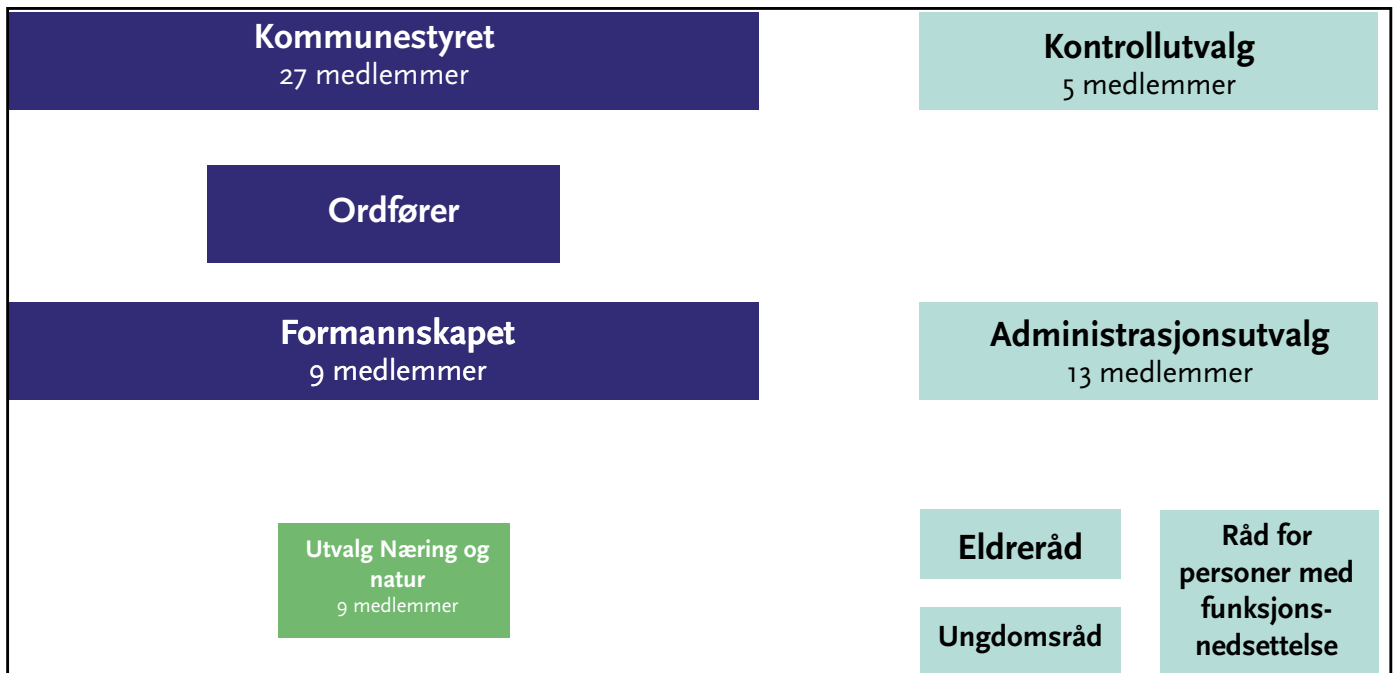 Kommunestyret
27 medlemmer
Kontrollutvalg
5 medlemmer
Ordfører
Formannskapet
9 medlemmer
Administrasjonsutvalg
13 medlemmer
Utvalg Næring og
natur
9 medlemmer
Eldreråd
Ungdomsråd
Råd for
personer med
funksjons-
nedsettelse